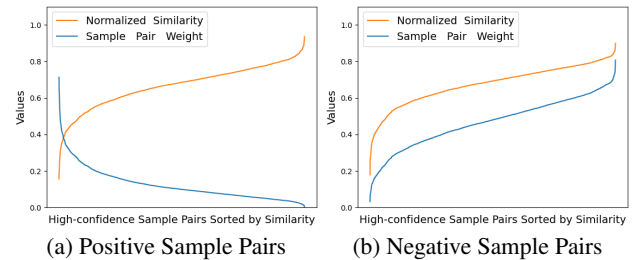 Normalized Similarity
Sample Pair Weight
Values
1.0
0.8
0.6
0.4
0.2
0.0
High-confidence Sample Pairs Sorted by Similarity
(a) Positive Sample Pairs
Normalized Similarity
Sample Pair Weight
Values
1.0
0.8
0.6
0.4
0.2
0.0
High-confidence Sample Pairs Sorted by Similarity
(b) Negative Sample Pairs